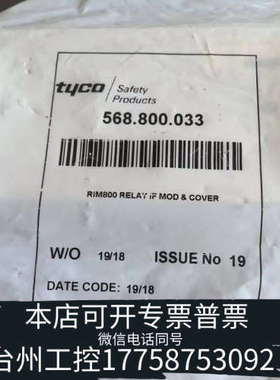 tyco
Safety
Products
568.800.033
RIM800 RELAY IF MOD & COVER
W/O 19/18 ISSUE No 19
DATE CODE: 19/18
本店可开专票普票
微信电话同号
台州工控17758753092